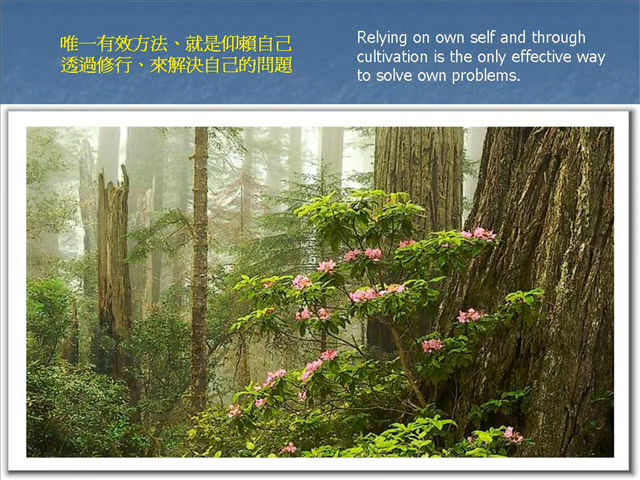 唯一有效方法、就是仰賴自己
透過修行、來解決自己的問題
Relying on own self and through
cultivation is the only effective way
to solve own problems.